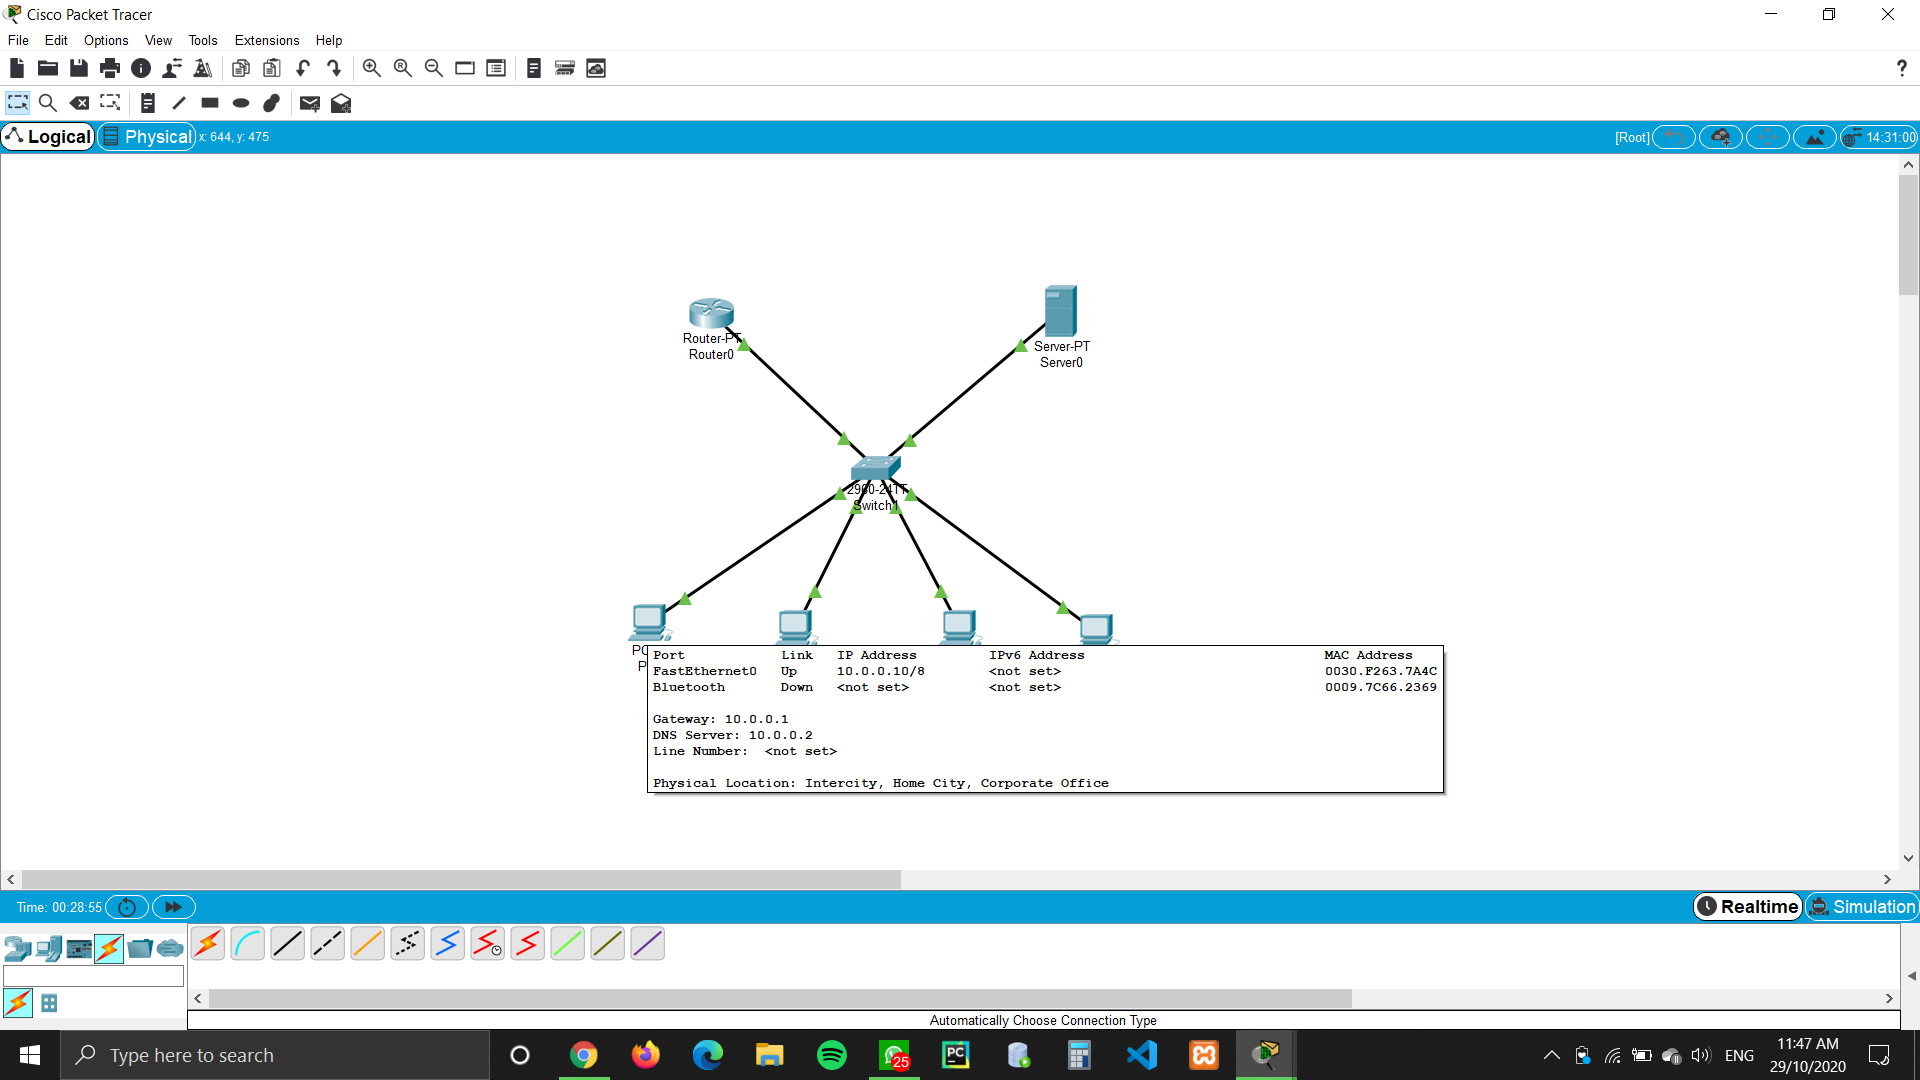 Cisco Packet Tracer
File Edit Options View Tools Extensions Help
Logical Physical x: 644, y: 475 [Root] 14:31:00
Router-PT
Router0
Server-PT
Server0
Switch1
Port Link IP Address IPv6 Address MAC Address
FastEthernet0 Up 10.0.0.10/8 <not set> 0030.F263.7A4C
Bluetooth Down <not set> <not set> 0009.7C66.2369
Gateway: 10.0.0.1
DNS Server: 10.0.0.2
Line Number: <not set>
Physical Location: Intercity, Home City, Corporate Office
Time: 00:28:55 Realtime Simulation
Automatically Choose Connection Type
Type here to search
25
PC
ENG
11:47 AM
29/10/2020